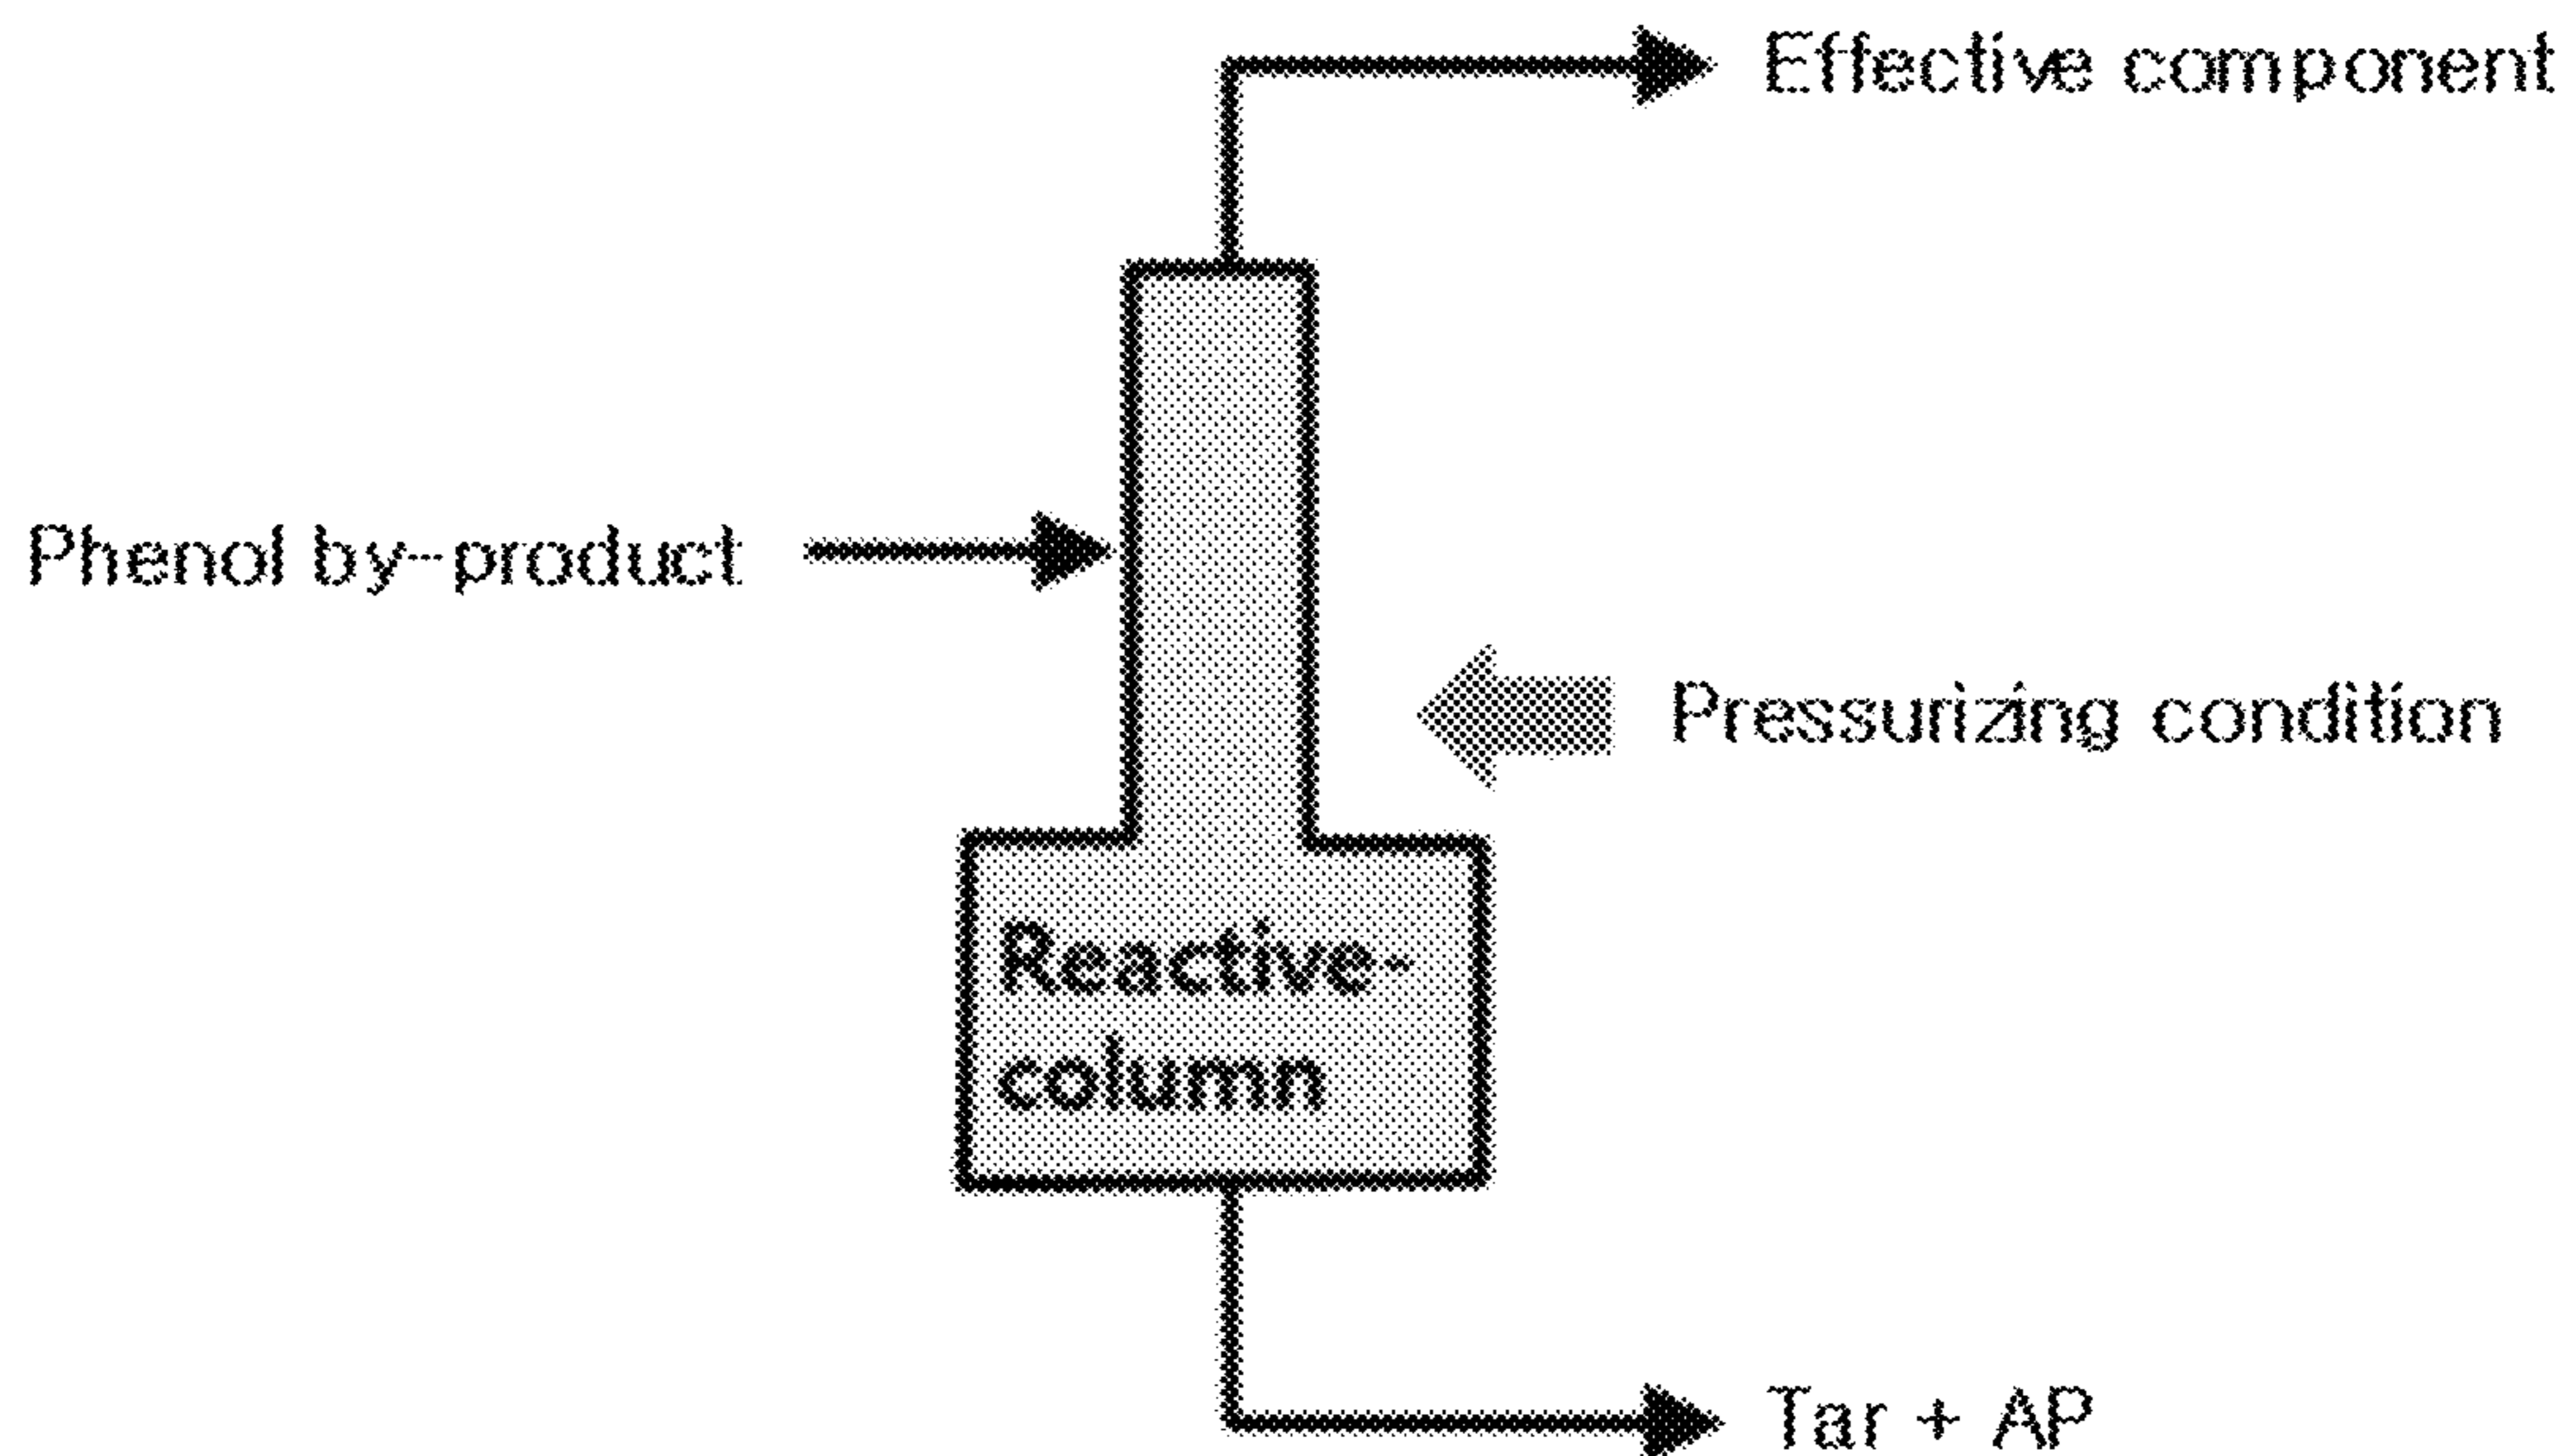 Effective component
Phenol by-product
Pressurizing condition
Reactive-
column
Tar + AP